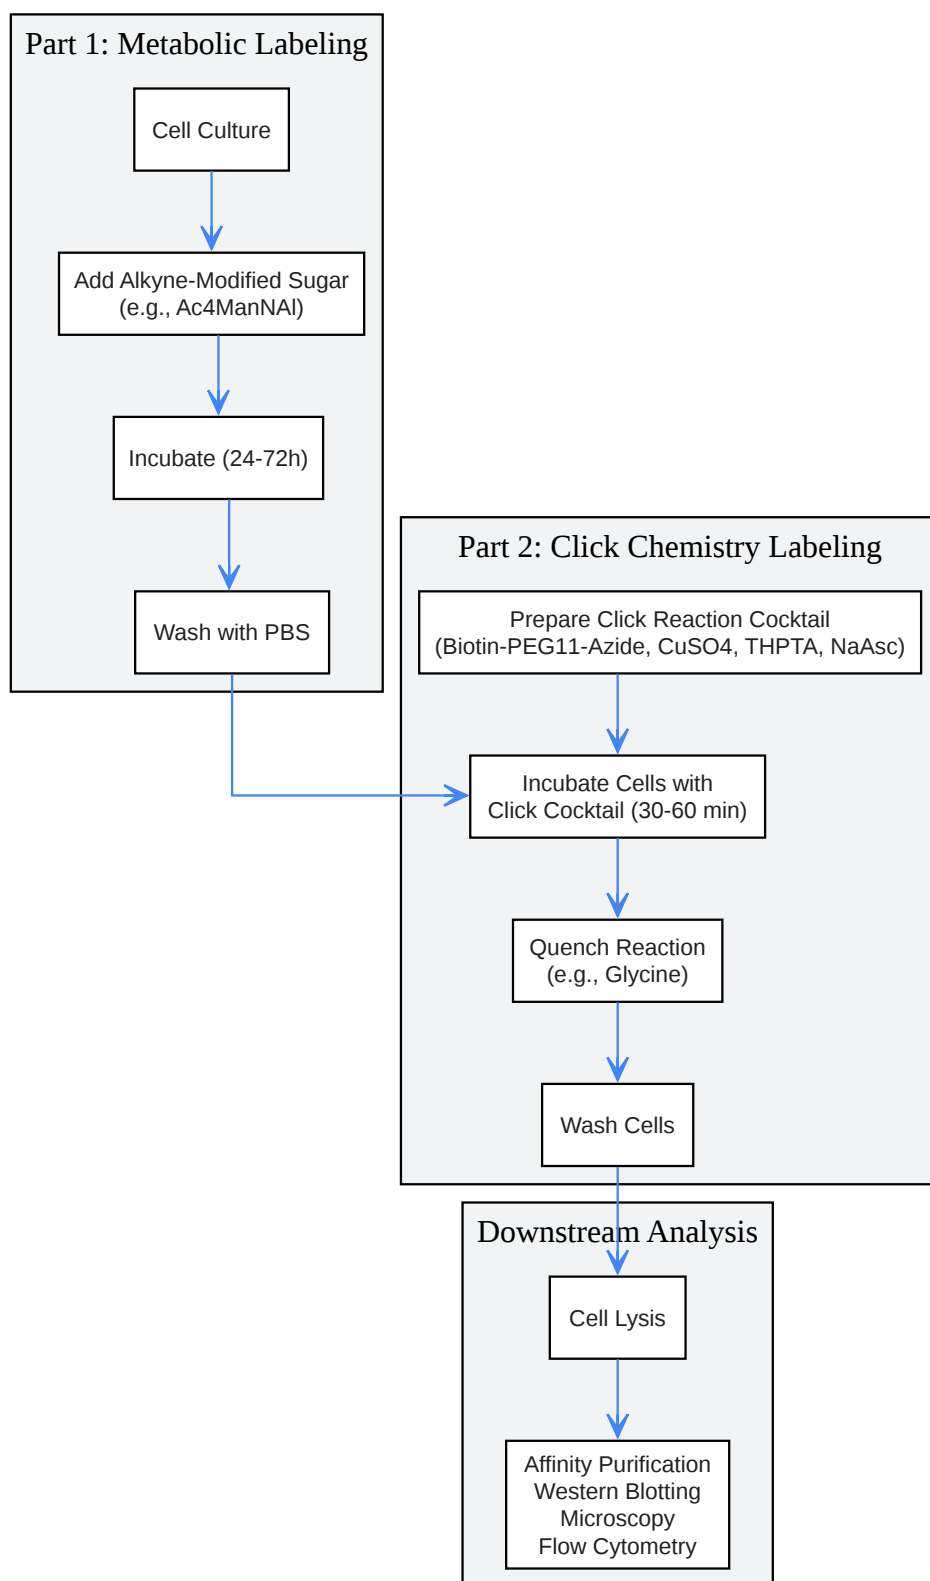 Part 1: Metabolic Labeling
Cell Culture
Add Alkyne-Modified Sugar
(e.g., Ac4ManNAl)
Incubate (24-72h)
Wash with PBS
Part 2: Click Chemistry Labeling
Prepare Click Reaction Cocktail
(Biotin-PEG11-Azide, CuSO4, THPTA, NaAsc)
Incubate Cells with
Click Cocktail (30-60 min)
Quench Reaction
(e.g., Glycine)
Wash Cells
Downstream Analysis
Cell Lysis
Affinity Purification
Western Blotting
Microscopy
Flow Cytometry